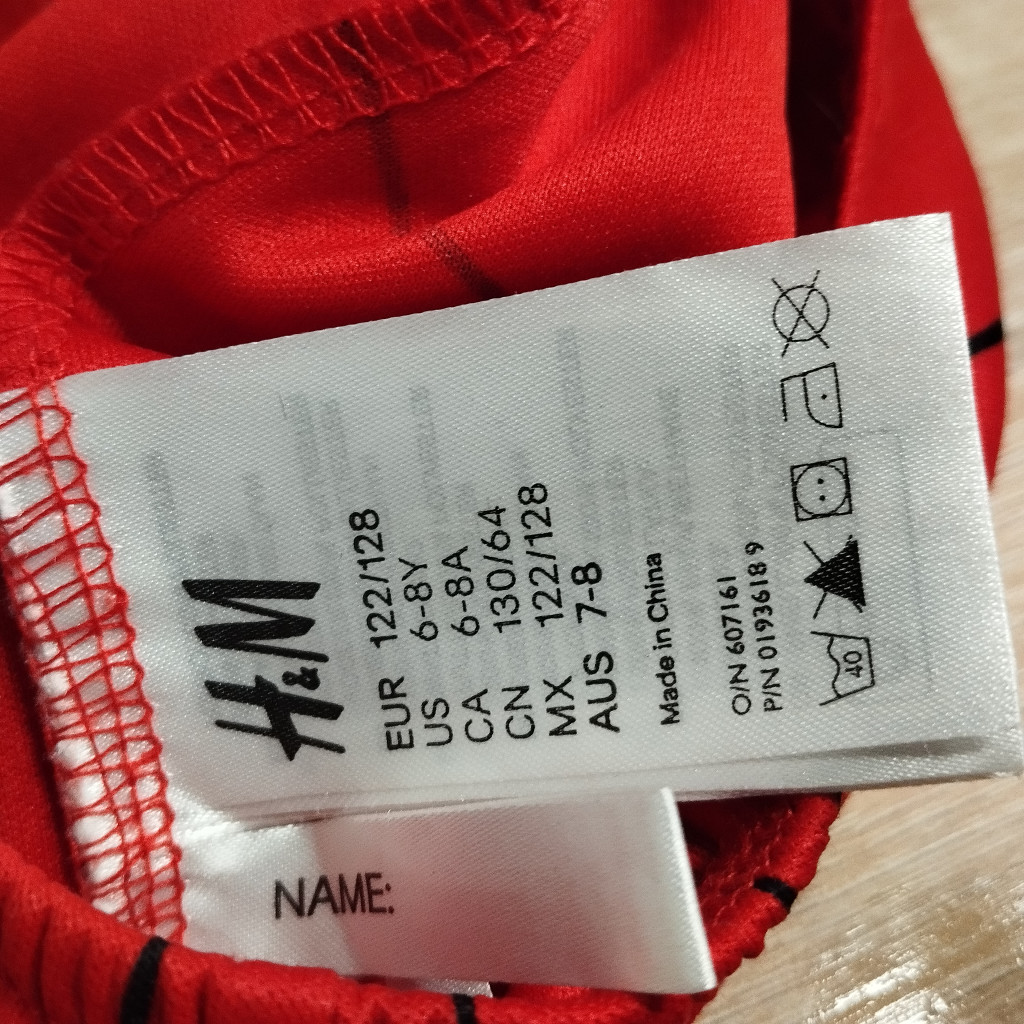 H&M
EUR 122/128
US 6-8Y
CA 6-8A
CN 130/64
MX 122/128
AUS 7-8
Made in China
O/N 607161
P/N 01936189
40
NAME: